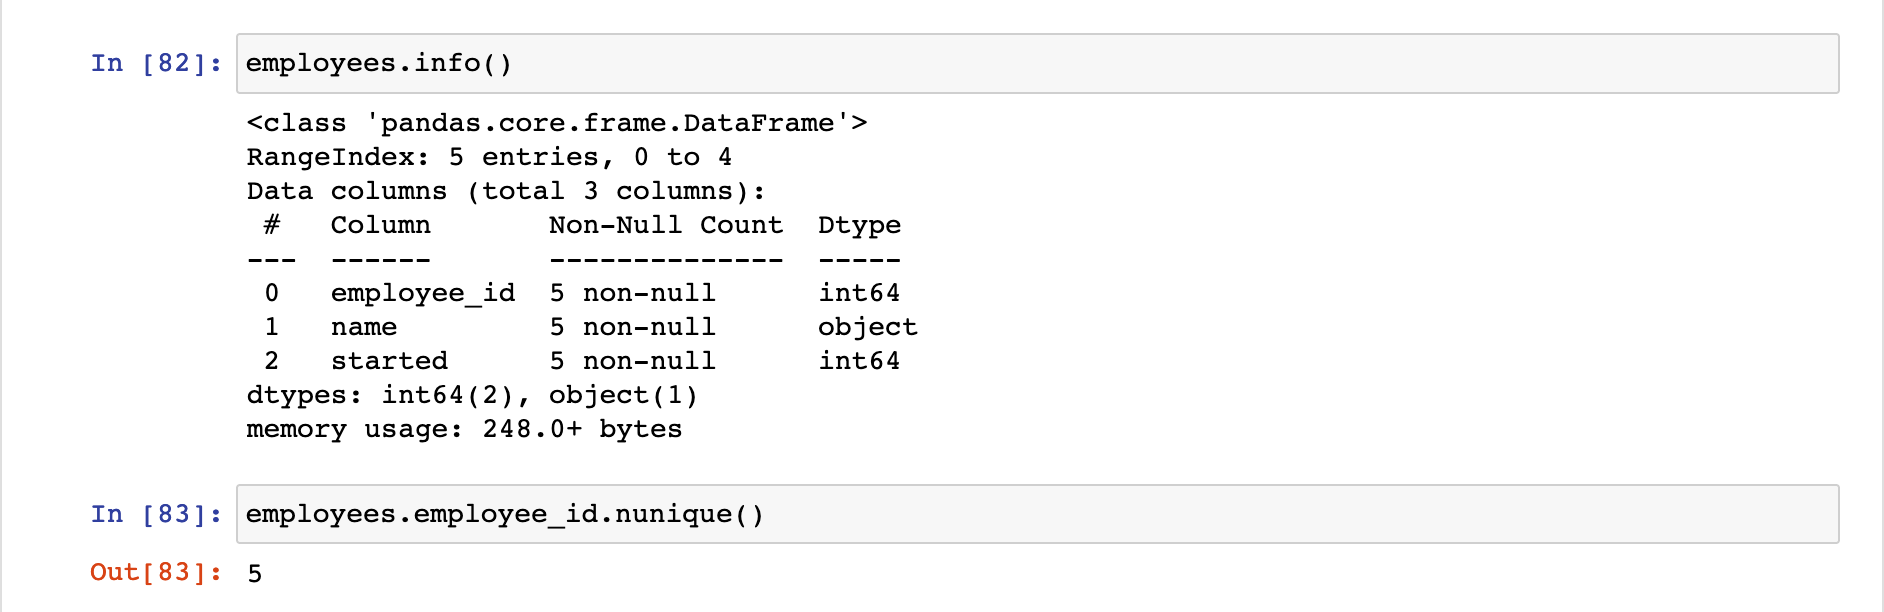 In [82]: employees.info()
<class 'pandas.core.frame.DataFrame'>
RangeIndex: 5 entries, 0 to 4
Data columns (total 3 columns):
 #   Column       Non-Null Count  Dtype
---  ------       --------------  -----
 0   employee_id  5 non-null      int64
 1   name         5 non-null      object
 2   started      5 non-null      int64
dtypes: int64(2), object(1)
memory usage: 248.0+ bytes
In [83]: employees.employee_id.nunique()
Out[83]: 5